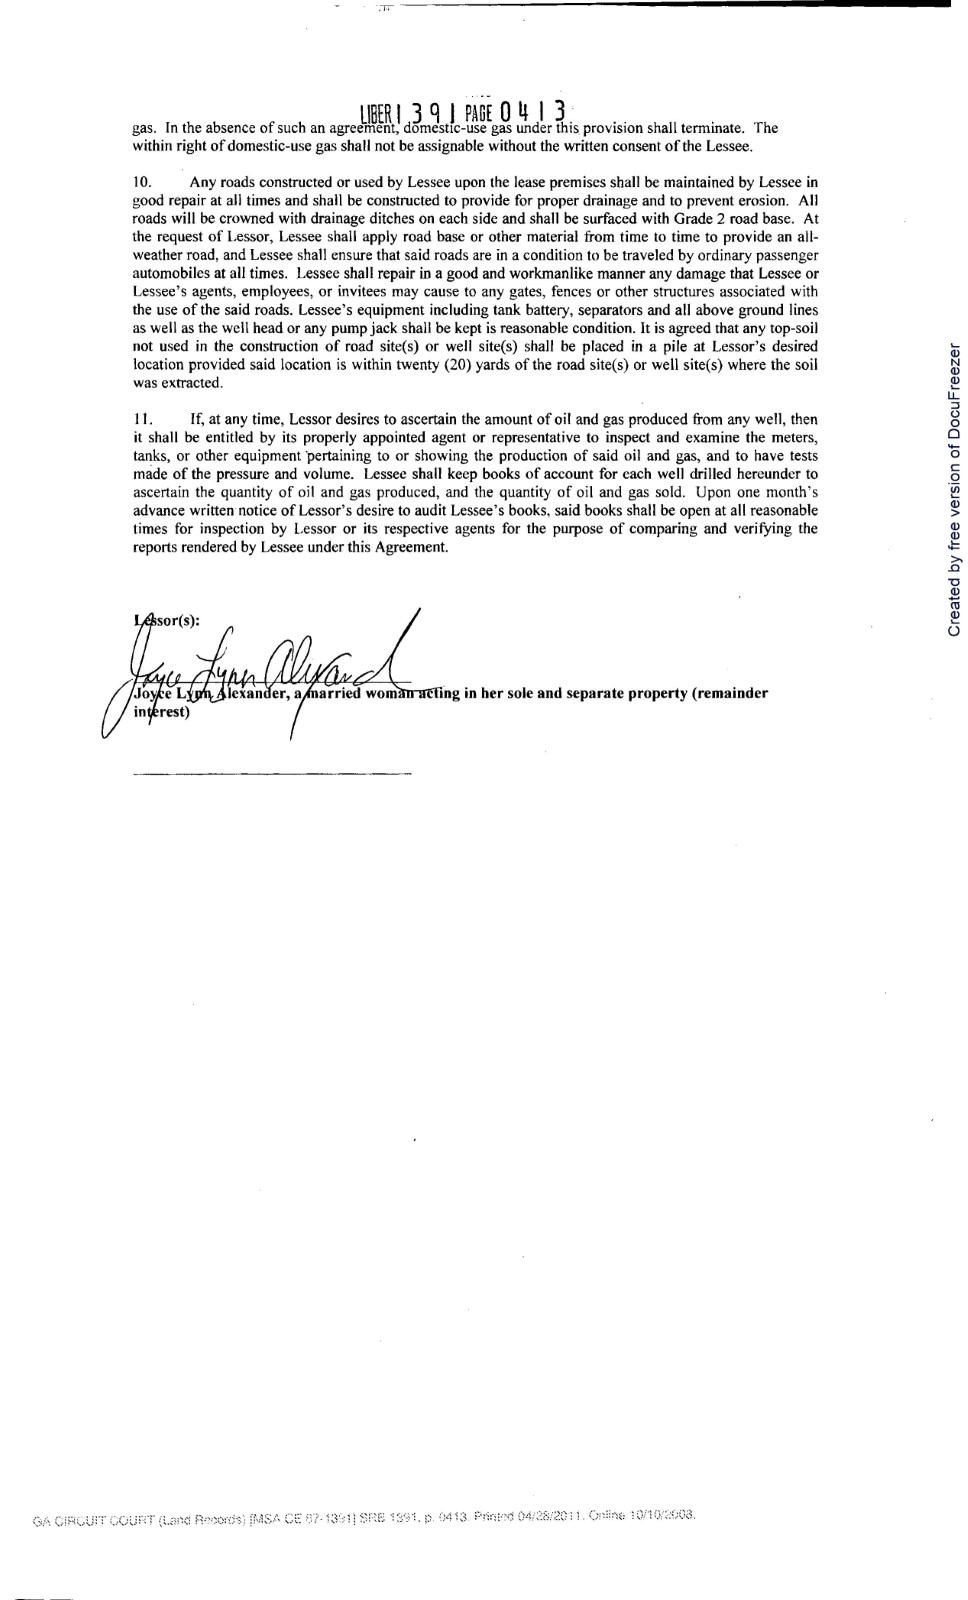 LIBER 1391 PAGE 0413
gas. In the absence of such an agreement, domestic-use gas under this provision shall terminate. The
within right of domestic-use gas shall not be assignable without the written consent of the Lessee.
10. Any roads constructed or used by Lessee upon the lease premises shall be maintained by Lessee in
good repair at all times and shall be constructed to provide for proper drainage and to prevent erosion. All
roads will be crowned with drainage ditches on each side and shall be surfaced with Grade 2 road base. At
the request of Lessor, Lessee shall apply road base or other material from time to time to provide an all-
weather road, and Lessee shall ensure that said roads are in a condition to be traveled by ordinary passenger
automobiles at all times. Lessee shall repair in a good and workmanlike manner any damage that Lessee or
Lessee's agents, employees, or invitees may cause to any gates, fences or other structures associated with
the use of the said roads. Lessee's equipment including tank battery, separators and all above ground lines
as well as the well head or any pump jack shall be kept is reasonable condition. It is agreed that any top-soil
not used in the construction of road site(s) or well site(s) shall be placed in a pile at Lessor's desired
location provided said location is within twenty (20) yards of the road site(s) or well site(s) where the soil
was extracted.
11. If, at any time, Lessor desires to ascertain the amount of oil and gas produced from any well, then
it shall be entitled by its properly appointed agent or representative to inspect and examine the meters,
tanks, or other equipment pertaining to or showing the production of said oil and gas, and to have tests
made of the pressure and volume. Lessee shall keep books of account for each well drilled hereunder to
ascertain the quantity of oil and gas produced, and the quantity of oil and gas sold. Upon one month's
advance written notice of Lessor's desire to audit Lessee's books, said books shall be open at all reasonable
times for inspection by Lessor or its respective agents for the purpose of comparing and verifying the
reports rendered by Lessee under this Agreement.
Lessor(s):
Joyce Lynn
Joyce Lynn Alexander, a married woman acting in her sole and separate property (remainder
interest)
GA CIRCUIT COURT (Land Records) [MSA CE 67-1391] SRE 1391, p. 0413. Printed 04/28/2011. Online 10/10/2008.
Created by free version of DocuFreezer